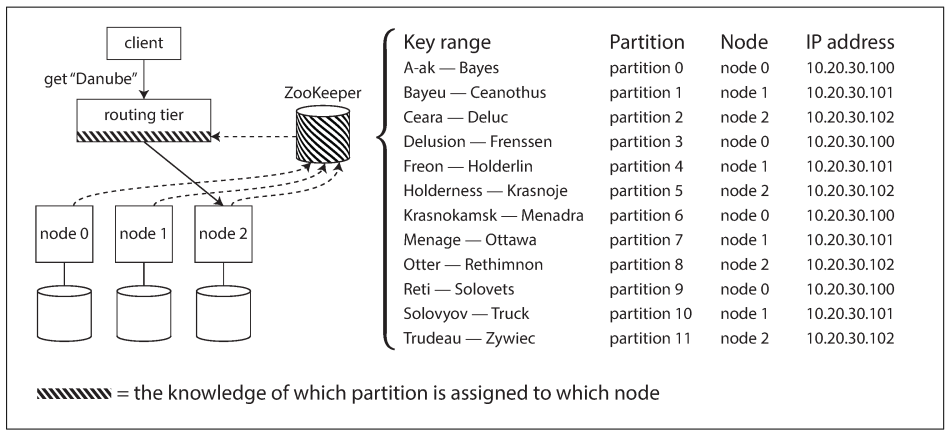 client
get “Danube”
routing tier
ZooKeeper
node 0
node 1
node 2
Key range Partition Node IP address
A-ak — Bayes partition 0 node 0 10.20.30.100
Bayeu — Ceanothus partition 1 node 1 10.20.30.101
Ceara — Deluc partition 2 node 2 10.20.30.102
Delusion — Frenssen partition 3 node 0 10.20.30.100
Freon — Holderlin partition 4 node 1 10.20.30.101
Holderness — Krasnoje partition 5 node 2 10.20.30.102
Krasnokamsk — Menadra partition 6 node 0 10.20.30.100
Menage — Ottawa partition 7 node 1 10.20.30.101
Otter — Rethimnon partition 8 node 2 10.20.30.102
Reti — Solovets partition 9 node 0 10.20.30.100
Solovyov — Truck partition 10 node 1 10.20.30.101
Trudeau — Zywiec partition 11 node 2 10.20.30.102
= the knowledge of which partition is assigned to which node